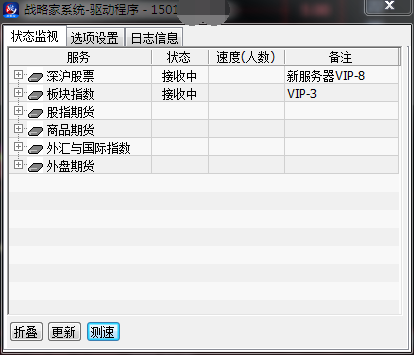 战略家系统-驱动程序 - 1501
状态监视 选项设置 日志信息
服务 状态 速度(人数) 备注
深沪股票 接收中 新服务器VIP-8
板块指数 接收中 VIP-3
股指期货
商品期货
外汇与国际指数
外盘期货
折叠 更新 测速